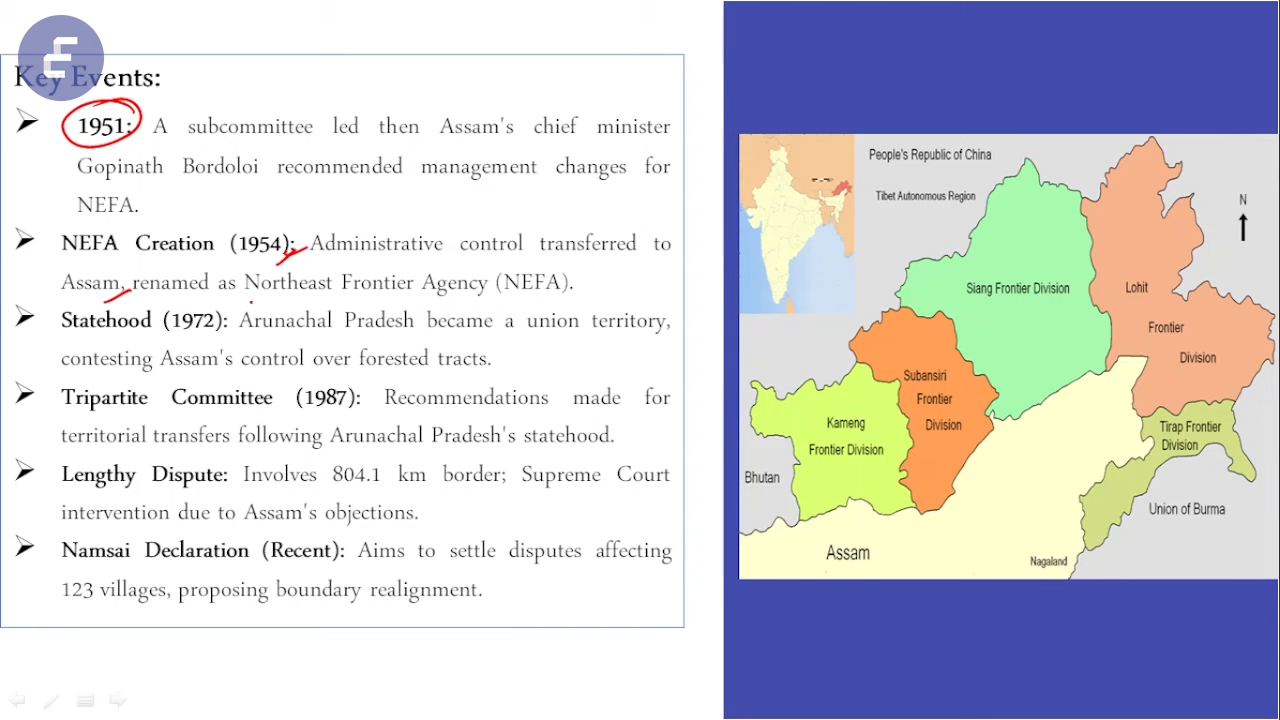 Key Events:
➢ 1951: A subcommittee led then Assam's chief minister
Gopinath Bordoloi recommended management changes for
NEFA.
➢ NEFA Creation (1954): Administrative control transferred to
Assam, renamed as Northeast Frontier Agency (NEFA).
➢ Statehood (1972): Arunachal Pradesh became a union territory,
contesting Assam's control over forested tracts.
➢ Tripartite Committee (1987): Recommendations made for
territorial transfers following Arunachal Pradesh's statehood.
➢ Lengthy Dispute: Involves 804.1 km border; Supreme Court
intervention due to Assam's objections.
➢ Namsai Declaration (Recent): Aims to settle disputes affecting
123 villages, proposing boundary realignment.
People's Republic of China
Tibet Autonomous Region
N
Siang Frontier Division
Lohit
Frontier
Division
Subansiri
Frontier
Division
Kameng
Frontier Division
Tirap Frontier
Division
Bhutan
Union of Burma
Assam
Nagaland